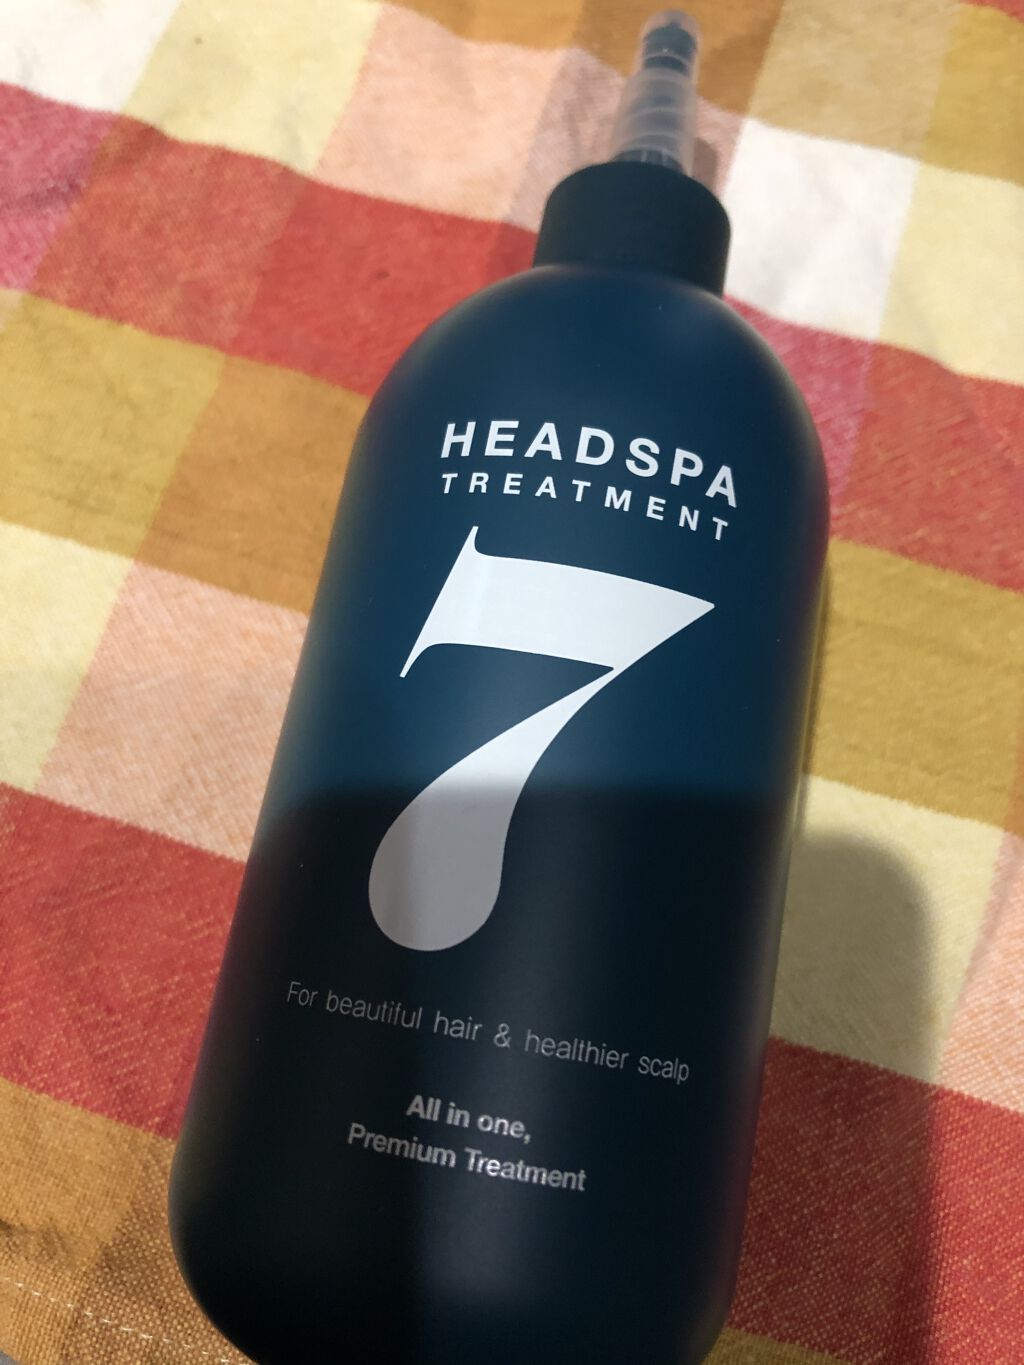 HEADSPA
TREATMENT
7
For beautiful hair & healthier scalp
All in one,
Premium Treatment